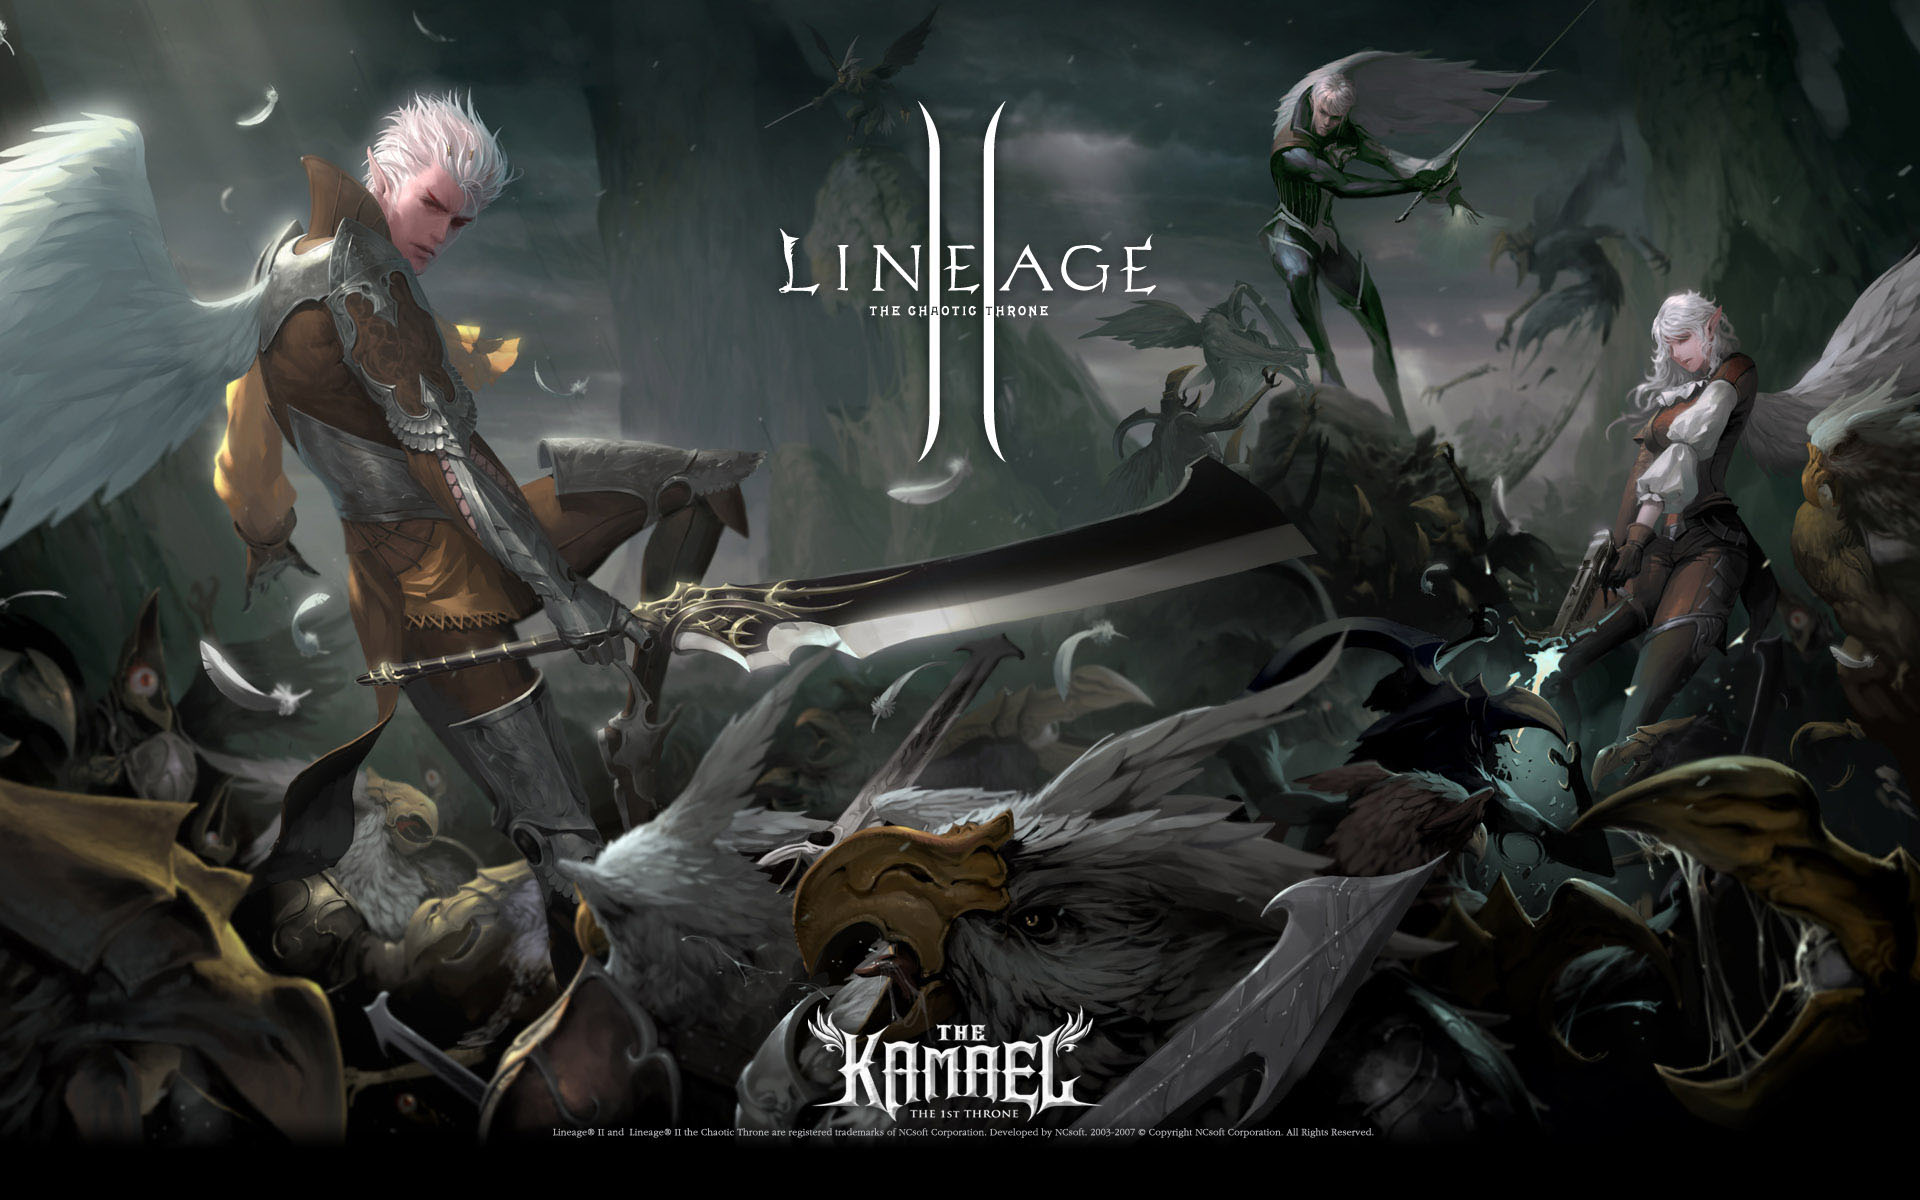 LINEAGE II
THE CHAOTIC THRONE
THE
KAMAEL
THE 1ST THRONE
Lineage® II and Lineage® II the Chaotic Throne are registered trademarks of NCsoft Corporation. Developed by NCsoft. 2003-2007 © Copyright NCsoft Corporation. All Rights Reserved.